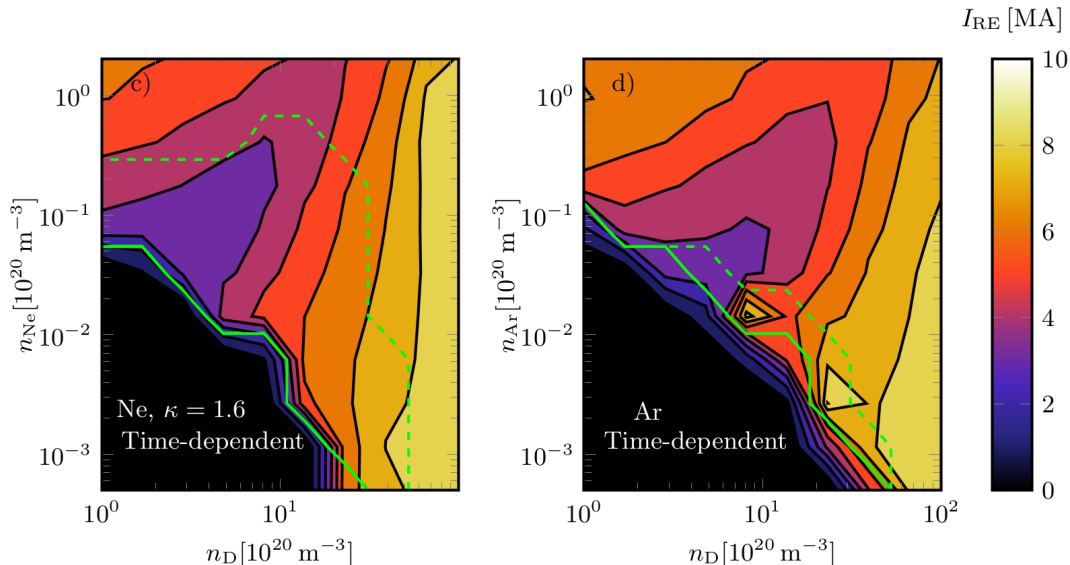 I_RE [MA]
c)
d)
10
8
6
4
2
0
10^0
10^−1
10^−2
10^−3
n_Ne[10^20 m^−3]
Ne, κ = 1.6
Time-dependent
10^0
10^1
n_D[10^20 m^−3]
10^0
10^−1
10^−2
10^−3
n_Ar[10^20 m^−3]
Ar
Time-dependent
10^0
10^1
10^2
n_D[10^20 m^−3]